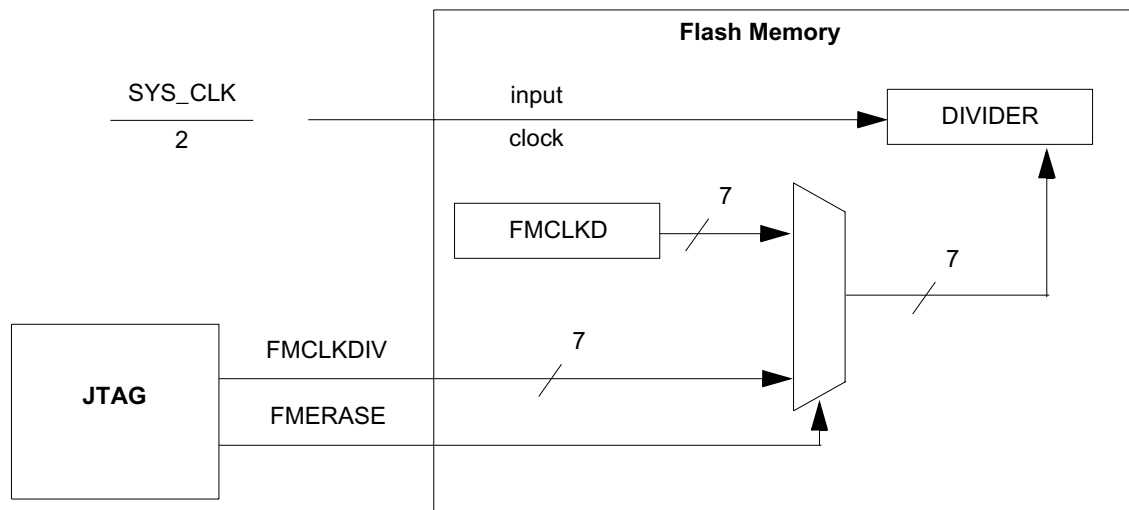 Flash Memory
SYS_CLK
2
input
clock
DIVIDER
7
FMCLKD
7
7
FMCLKDIV
JTAG
FMERASE